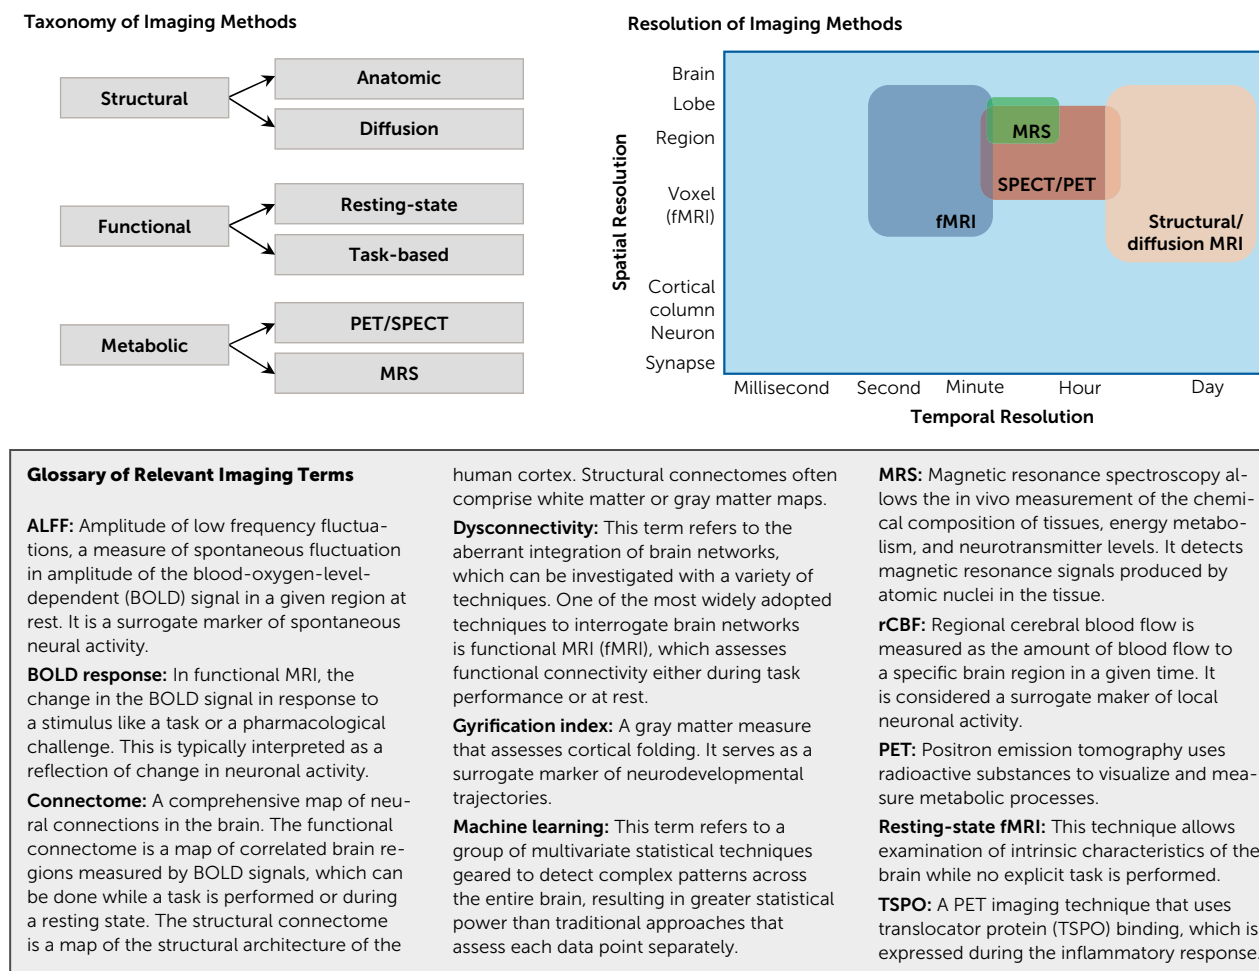 Taxonomy of Imaging Methods
Structural
Anatomic
Diffusion
Functional
Resting-state
Task-based
Metabolic
PET/SPECT
MRS
Resolution of Imaging Methods
Spatial Resolution
Brain
Lobe
Region
Voxel
(fMRI)
Cortical
column
Neuron
Synapse
MRS
SPECT/PET
fMRI
Structural/
diffusion MRI
Millisecond
Second
Minute
Hour
Day
Temporal Resolution
Glossary of Relevant Imaging Terms
ALFF: Amplitude of low frequency fluctua-
tions, a measure of spontaneous fluctuation
in amplitude of the blood-oxygen-level-
dependent (BOLD) signal in a given region at
rest. It is a surrogate marker of spontaneous
neural activity.
BOLD response: In functional MRI, the
change in the BOLD signal in response to
a stimulus like a task or a pharmacological
challenge. This is typically interpreted as a
reflection of change in neuronal activity.
Connectome: A comprehensive map of neu-
ral connections in the brain. The functional
connectome is a map of correlated brain re-
gions measured by BOLD signals, which can
be done while a task is performed or during
a resting state. The structural connectome
is a map of the structural architecture of the
human cortex. Structural connectomes often
comprise white matter or gray matter maps.
Dysconnectivity: This term refers to the
aberrant integration of brain networks,
which can be investigated with a variety of
techniques. One of the most widely adopted
techniques to interrogate brain networks
is functional MRI (fMRI), which assesses
functional connectivity either during task
performance or at rest.
Gyrification index: A gray matter measure
that assesses cortical folding. It serves as a
surrogate marker of neurodevelopmental
trajectories.
Machine learning: This term refers to a
group of multivariate statistical techniques
geared to detect complex patterns across
the entire brain, resulting in greater statistical
power than traditional approaches that
assess each data point separately.
MRS: Magnetic resonance spectroscopy al-
lows the in vivo measurement of the chemi-
cal composition of tissues, energy metabo-
lism, and neurotransmitter levels. It detects
magnetic resonance signals produced by
atomic nuclei in the tissue.
rCBF: Regional cerebral blood flow is
measured as the amount of blood flow to
a specific brain region in a given time. It
is considered a surrogate maker of local
neuronal activity.
PET: Positron emission tomography uses
radioactive substances to visualize and mea-
sure metabolic processes.
Resting-state fMRI: This technique allows
examination of intrinsic characteristics of the
brain while no explicit task is performed.
TSPO: A PET imaging technique that uses
translocator protein (TSPO) binding, which is
expressed during the inflammatory response